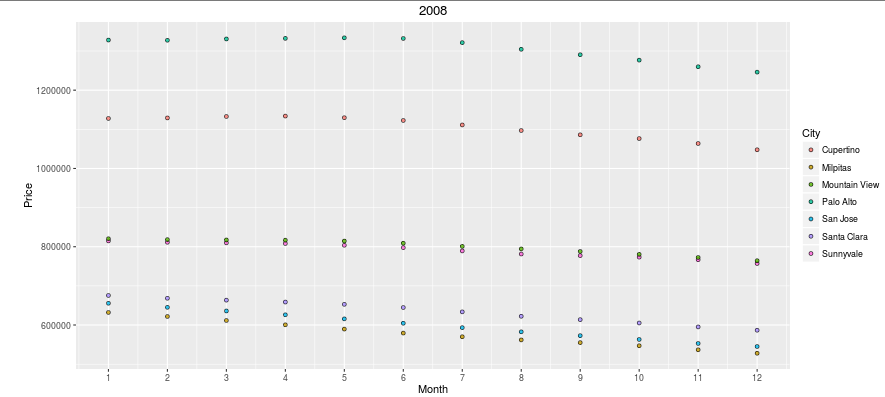 2008
Price
1200000
1000000
800000
600000
1 2 3 4 5 6 7 8 9 10 11 12
Month
City
Cupertino
Milpitas
Mountain View
Palo Alto
San Jose
Santa Clara
Sunnyvale